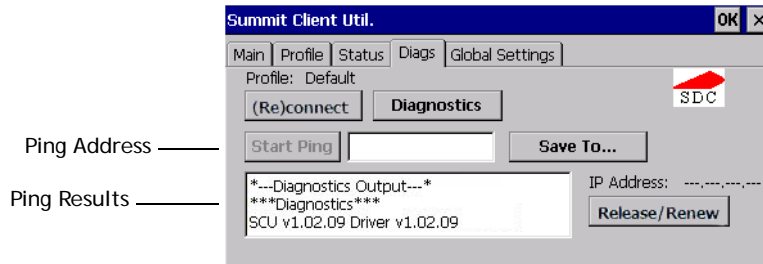 Summit Client Util. OK ×
Main Profile Status Diags Global Settings
Profile: Default
SDC
(Re)connect Diagnostics
Ping Address
Start Ping Save To...
Ping Results
*---Diagnostics Output---*
***Diagnostics***
SCU v1.02.09 Driver v1.02.09
IP Address: ---.---.---.---
Release/Renew